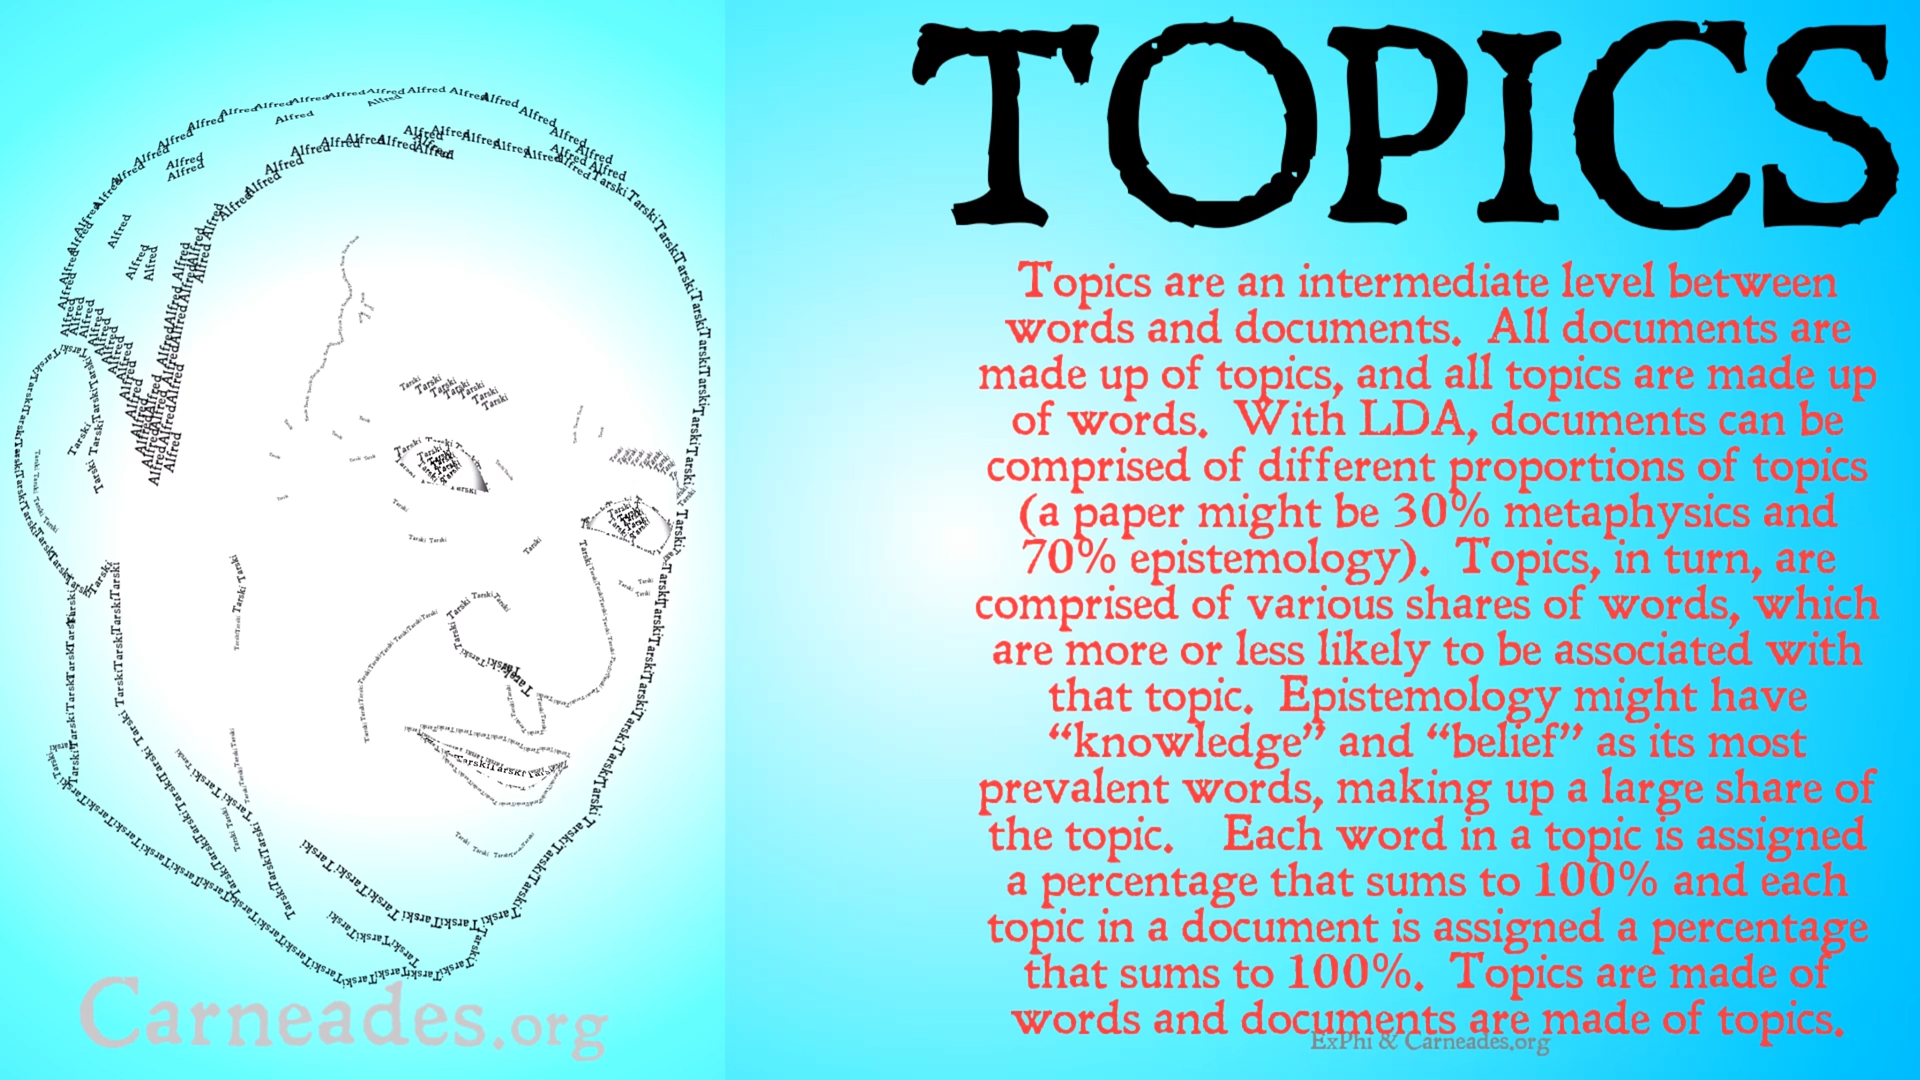 TOPICS
Topics are an intermediate level between
words and documents.  All documents are
made up of topics, and all topics are made up
of words.  With LDA, documents can be
comprised of different proportions of topics
(a paper might be 30% metaphysics and
70% epistemology).  Topics, in turn, are
comprised of various shares of words, which
are more or less likely to be associated with
that topic.  Epistemology might have
“knowledge” and “belief” as its most
prevalent words, making up a large share of
the topic.   Each word in a topic is assigned
a percentage that sums to 100% and each
topic in a document is assigned a percentage
that sums to 100%.  Topics are made of
words and documents are made of topics.
ExPhi & Carneades.org
Carneades.org
Alfred
Tarski